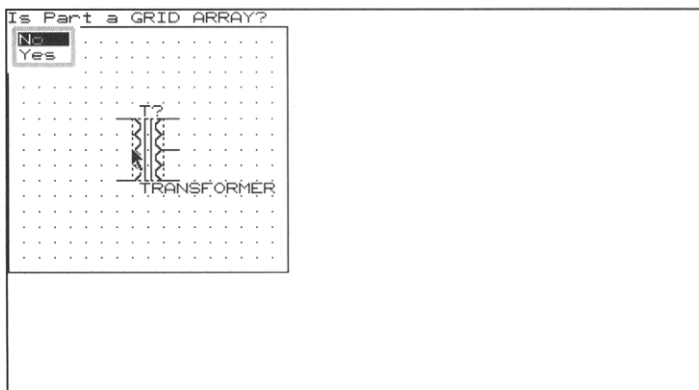 Is Part a GRID ARRAY?
No
Yes
T?
TRANSFORMER